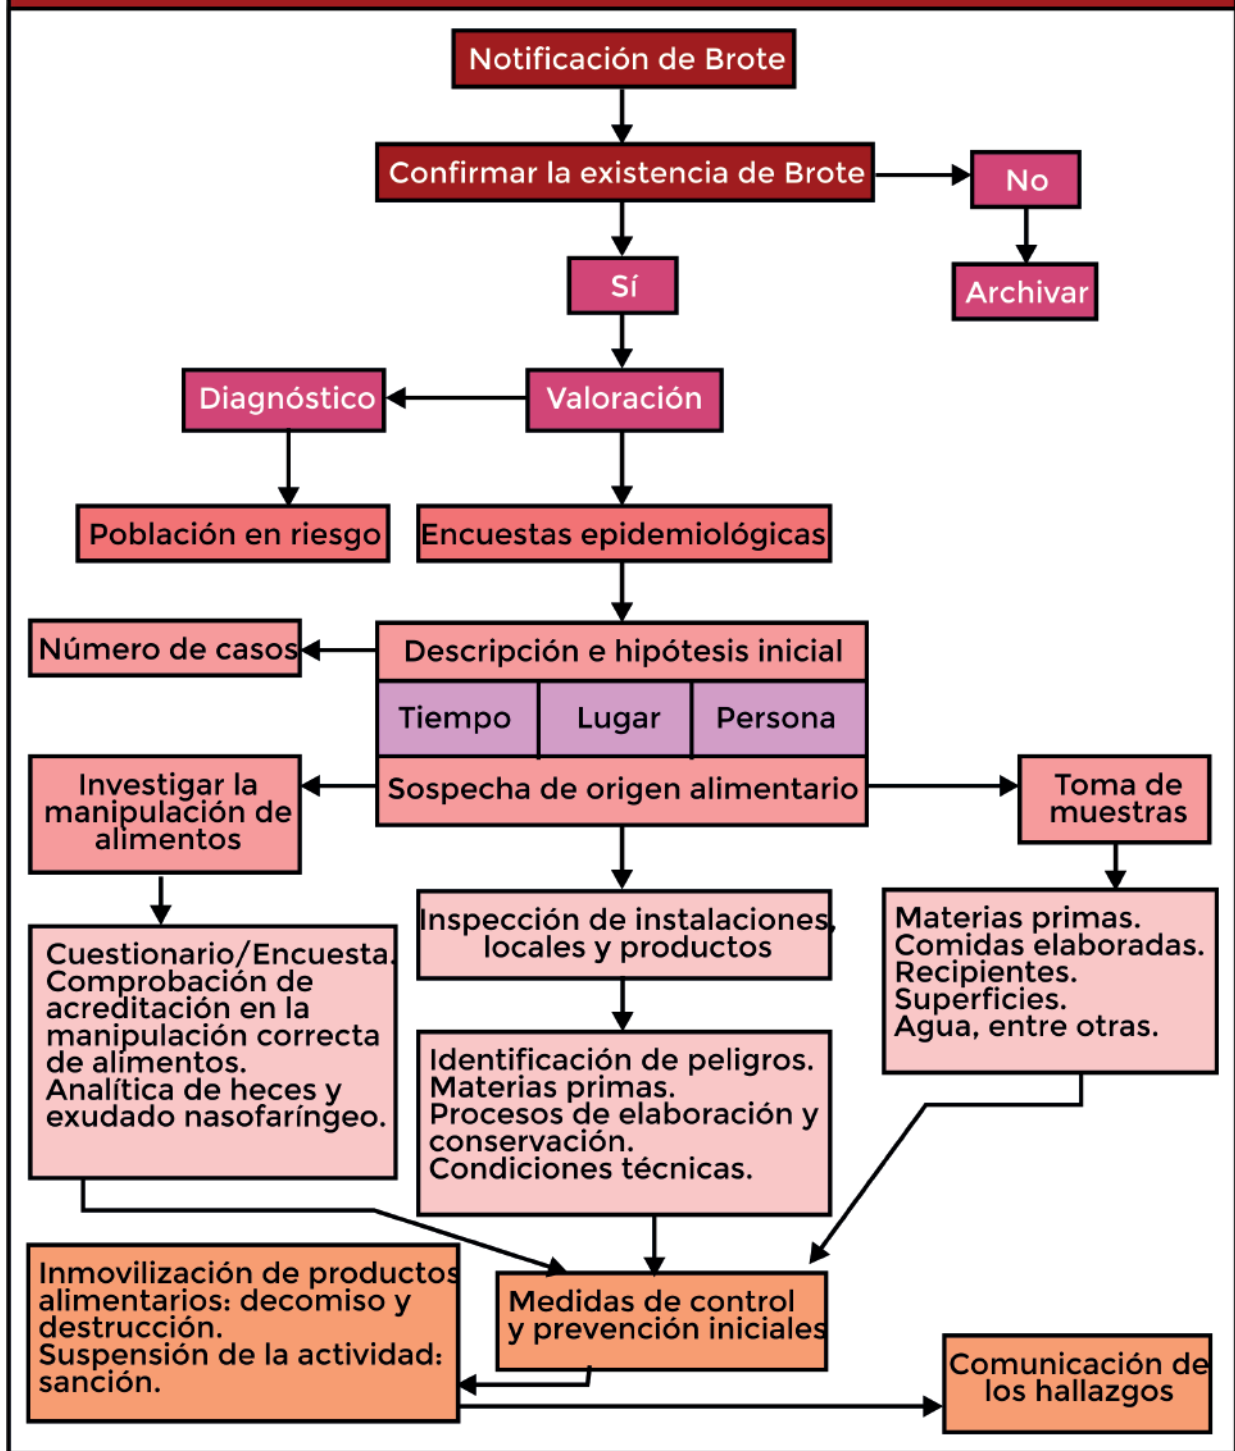 Notificación de Brote
Confirmar la existencia de Brote
No
Sí
Archivar
Diagnóstico
Valoración
Población en riesgo
Encuestas epidemiológicas
Número de casos
Descripción e hipótesis inicial
Tiempo
Lugar
Persona
Investigar la
manipulación de
alimentos
Sospecha de origen alimentario
Toma de
muestras
Cuestionario/Encuesta.
Comprobación de
acreditación en la
manipulación correcta
de alimentos.
Analítica de heces y
exudado nasofaríngeo.
Inspección de instalaciones,
locales y productos
Materias primas.
Comidas elaboradas.
Recipientes.
Superficies.
Agua, entre otras.
Identificación de peligros.
Materias primas.
Procesos de elaboración y
conservación.
Condiciones técnicas.
Inmovilización de productos
alimentarios: decomiso y
destrucción.
Suspensión de la actividad:
sanción.
Medidas de control
y prevención iniciales
Comunicación de
los hallazgos